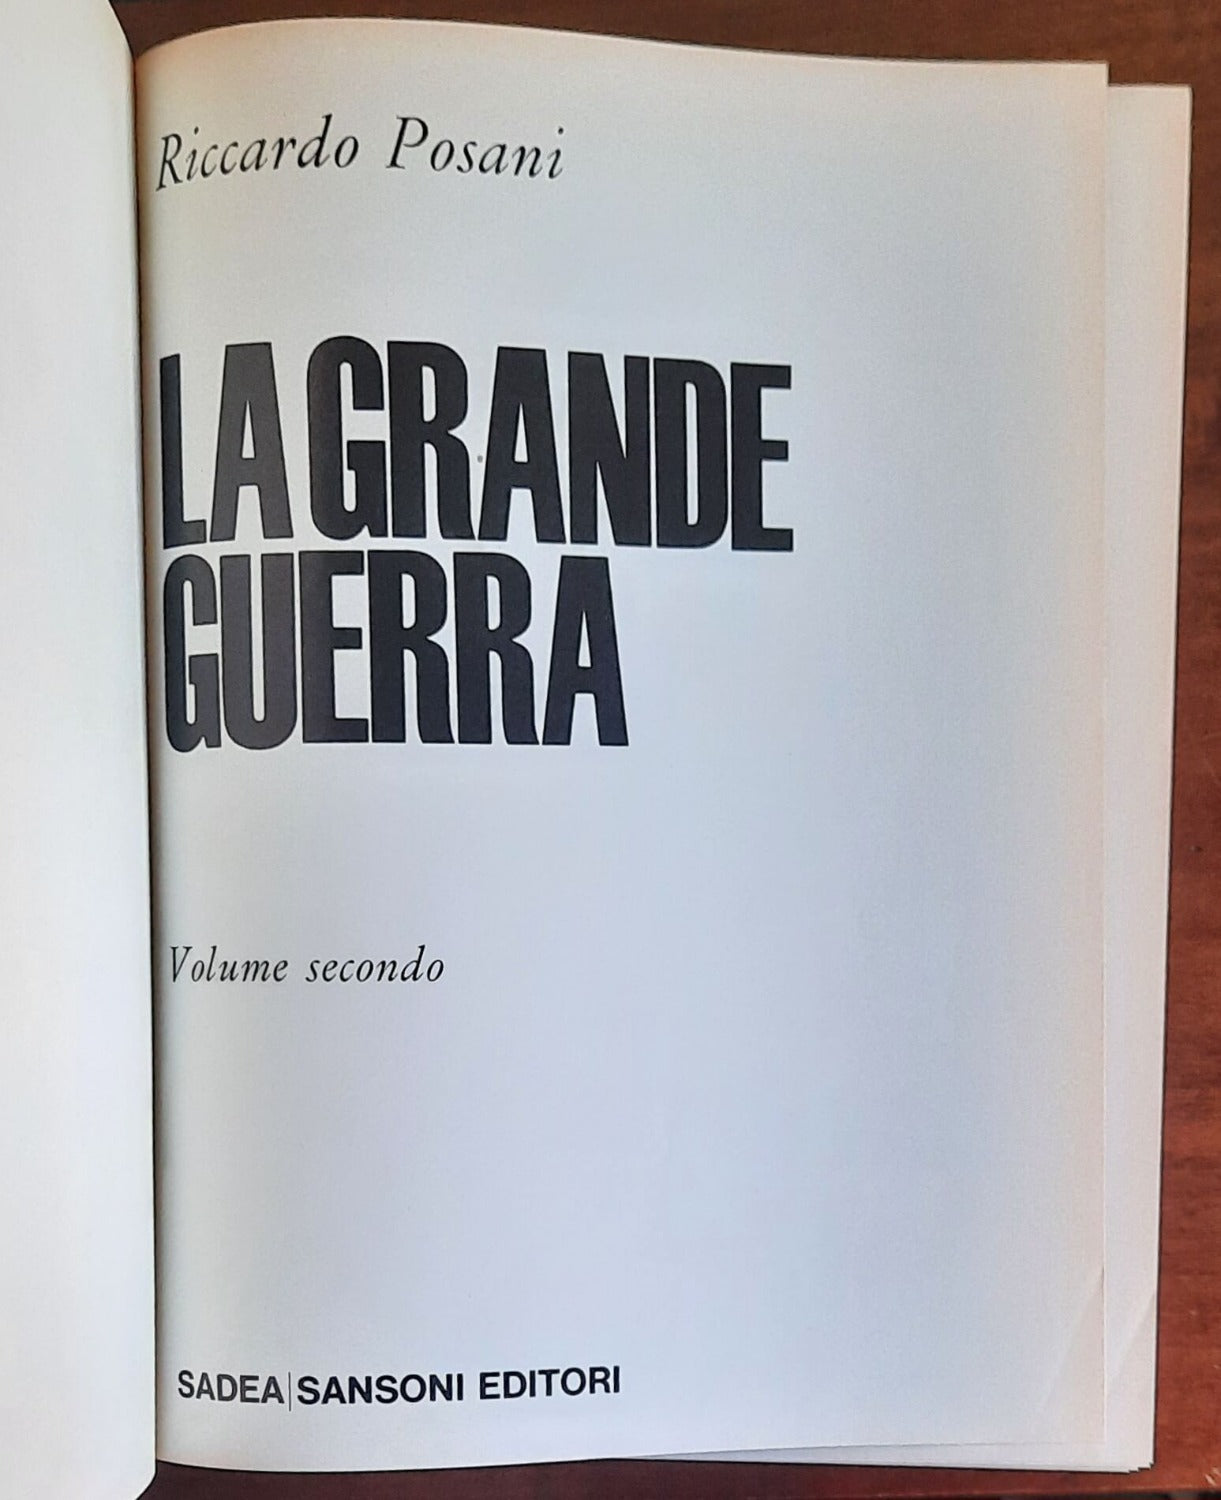 Riccardo Posani
LA GRANDE
GUERRA
Volume secondo
SADEA|SANSONI EDITORI